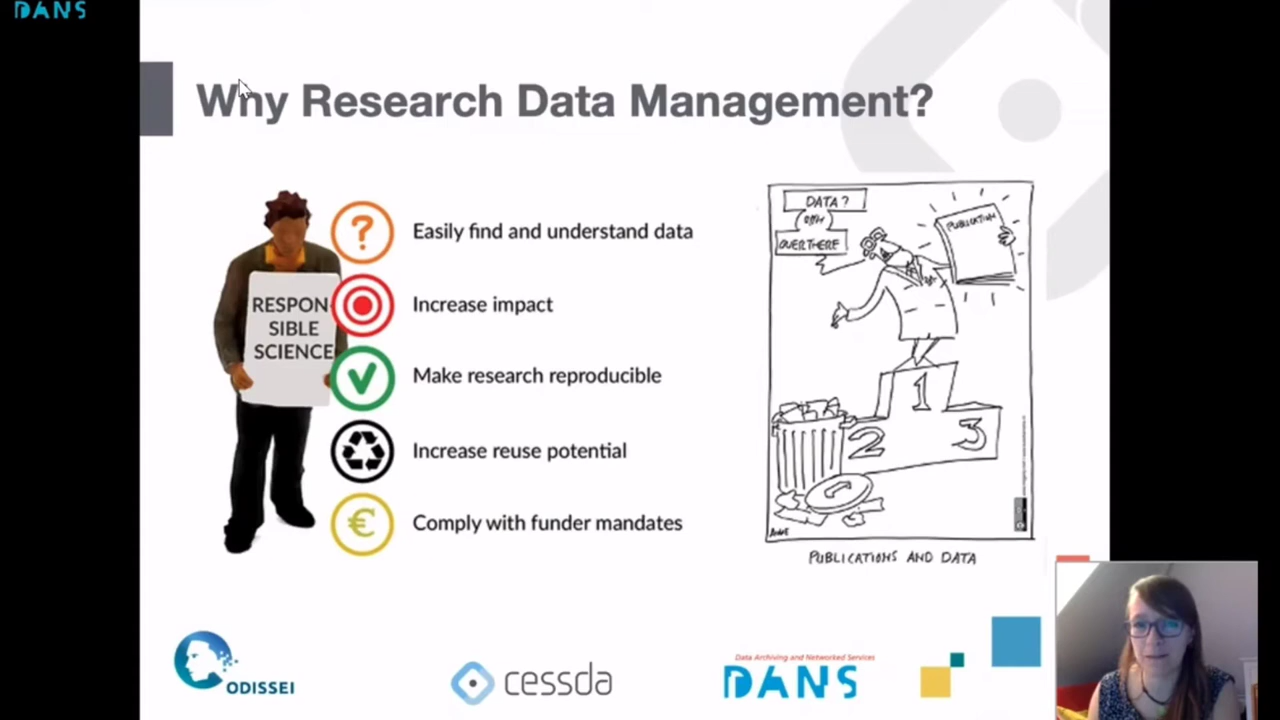 DANS
Why Research Data Management?
RESPON-
SIBLE
SCIENCE
?
Easily find and understand data
Increase impact
Make research reproducible
Increase reuse potential
€
Comply with funder mandates
DATA?
OVER THERE
PUBLICATION
1
2
3
PUBLICATIONS AND DATA
ODISSEI
cessda
Data Archiving and Networked Services
DANS